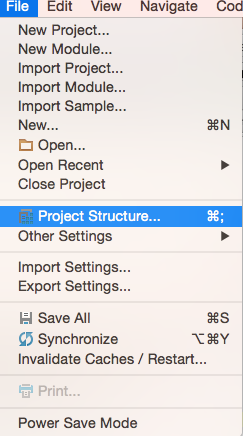 File Edit View Navigate Cod
New Project...
New Module...
Import Project...
Import Module...
Import Sample...
New... ⌘N
Open...
Open Recent ▶
Close Project
Project Structure... ⌘;
Other Settings ▶
Import Settings...
Export Settings...
Save All ⌘S
Synchronize ⌥⌘Y
Invalidate Caches / Restart...
Print...
Power Save Mode